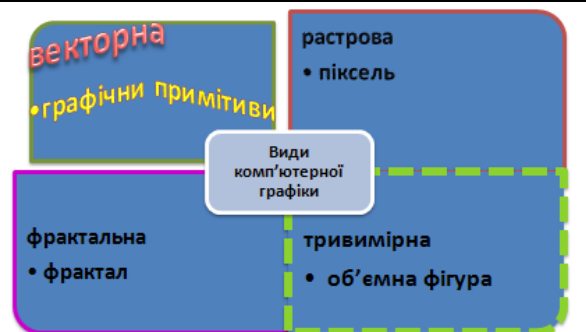 векторна
• графічни примітиви
растрова
• піксель
Види
комп'ютерної
графіки
фрактальна
• фрактал
тривимірна
• об'ємна фігура